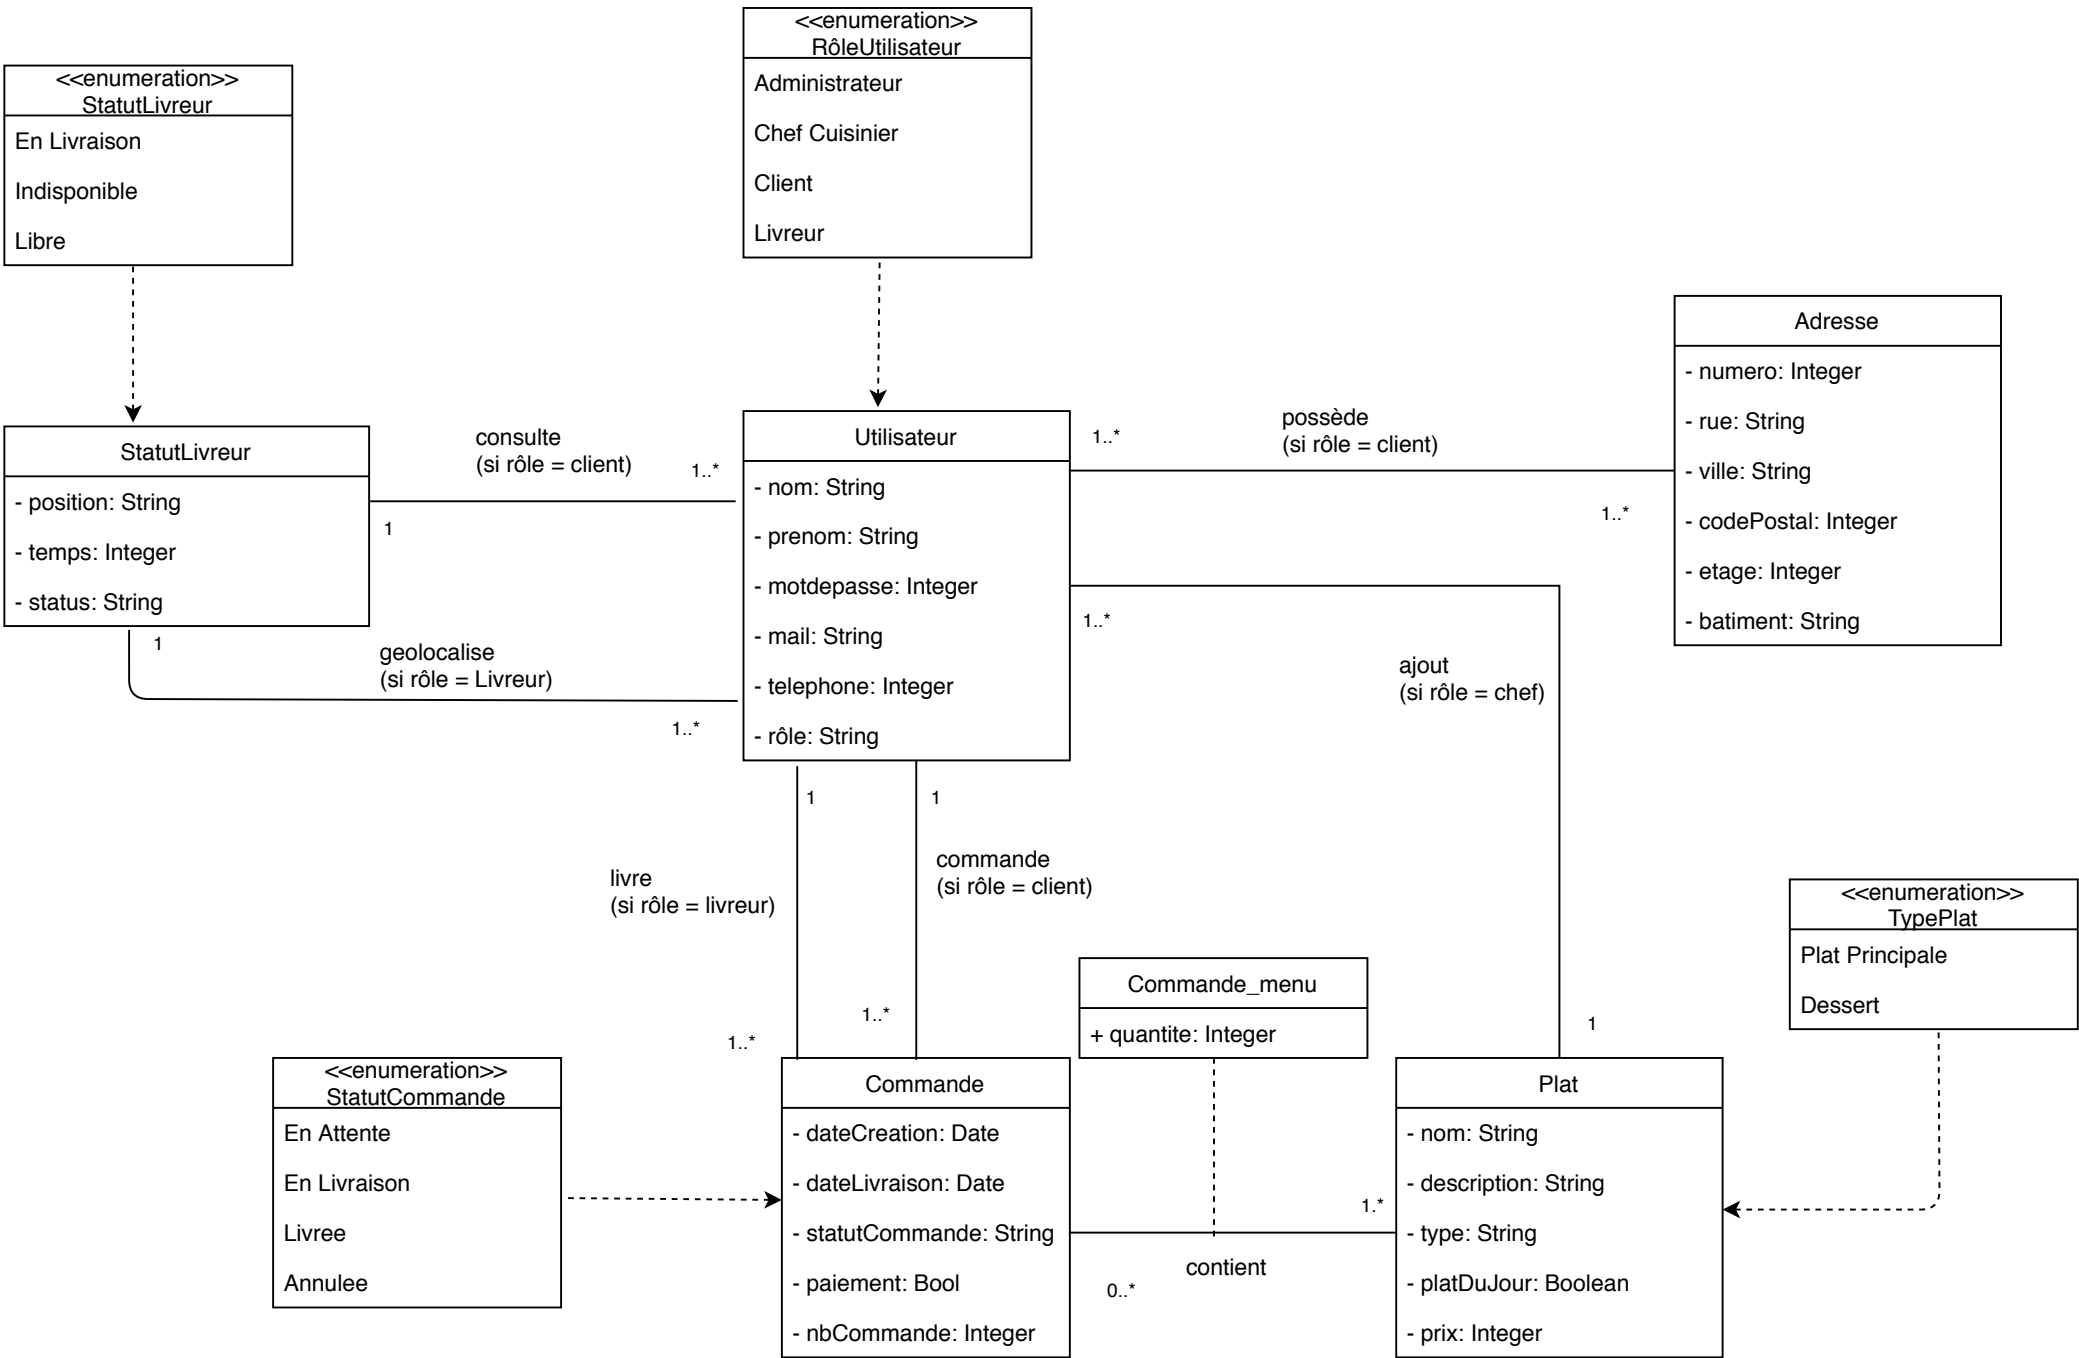 <<enumeration>>
RôleUtilisateur
Administrateur
Chef Cuisinier
Client
Livreur
<<enumeration>>
StatutLivreur
En Livraison
Indisponible
Libre
Adresse
- numero: Integer
- rue: String
- ville: String
- codePostal: Integer
- etage: Integer
- batiment: String
StatutLivreur
- position: String
- temps: Integer
- status: String
consulte
(si rôle = client)
1..*
1
Utilisateur
- nom: String
- prenom: String
- motdepasse: Integer
- mail: String
- telephone: Integer
- rôle: String
1..*
possède
(si rôle = client)
1..*
1
geolocalise
(si rôle = Livreur)
1..*
1..*
ajout
(si rôle = chef)
1
1
1
livre
(si rôle = livreur)
1..*
commande
(si rôle = client)
1..*
<<enumeration>>
TypePlat
Plat Principale
Dessert
Commande_menu
+ quantite: Integer
<<enumeration>>
StatutCommande
En Attente
En Livraison
Livree
Annulee
Commande
- dateCreation: Date
- dateLivraison: Date
- statutCommande: String
- paiement: Bool
- nbCommande: Integer
1.*
contient
0..*
Plat
- nom: String
- description: String
- type: String
- platDuJour: Boolean
- prix: Integer